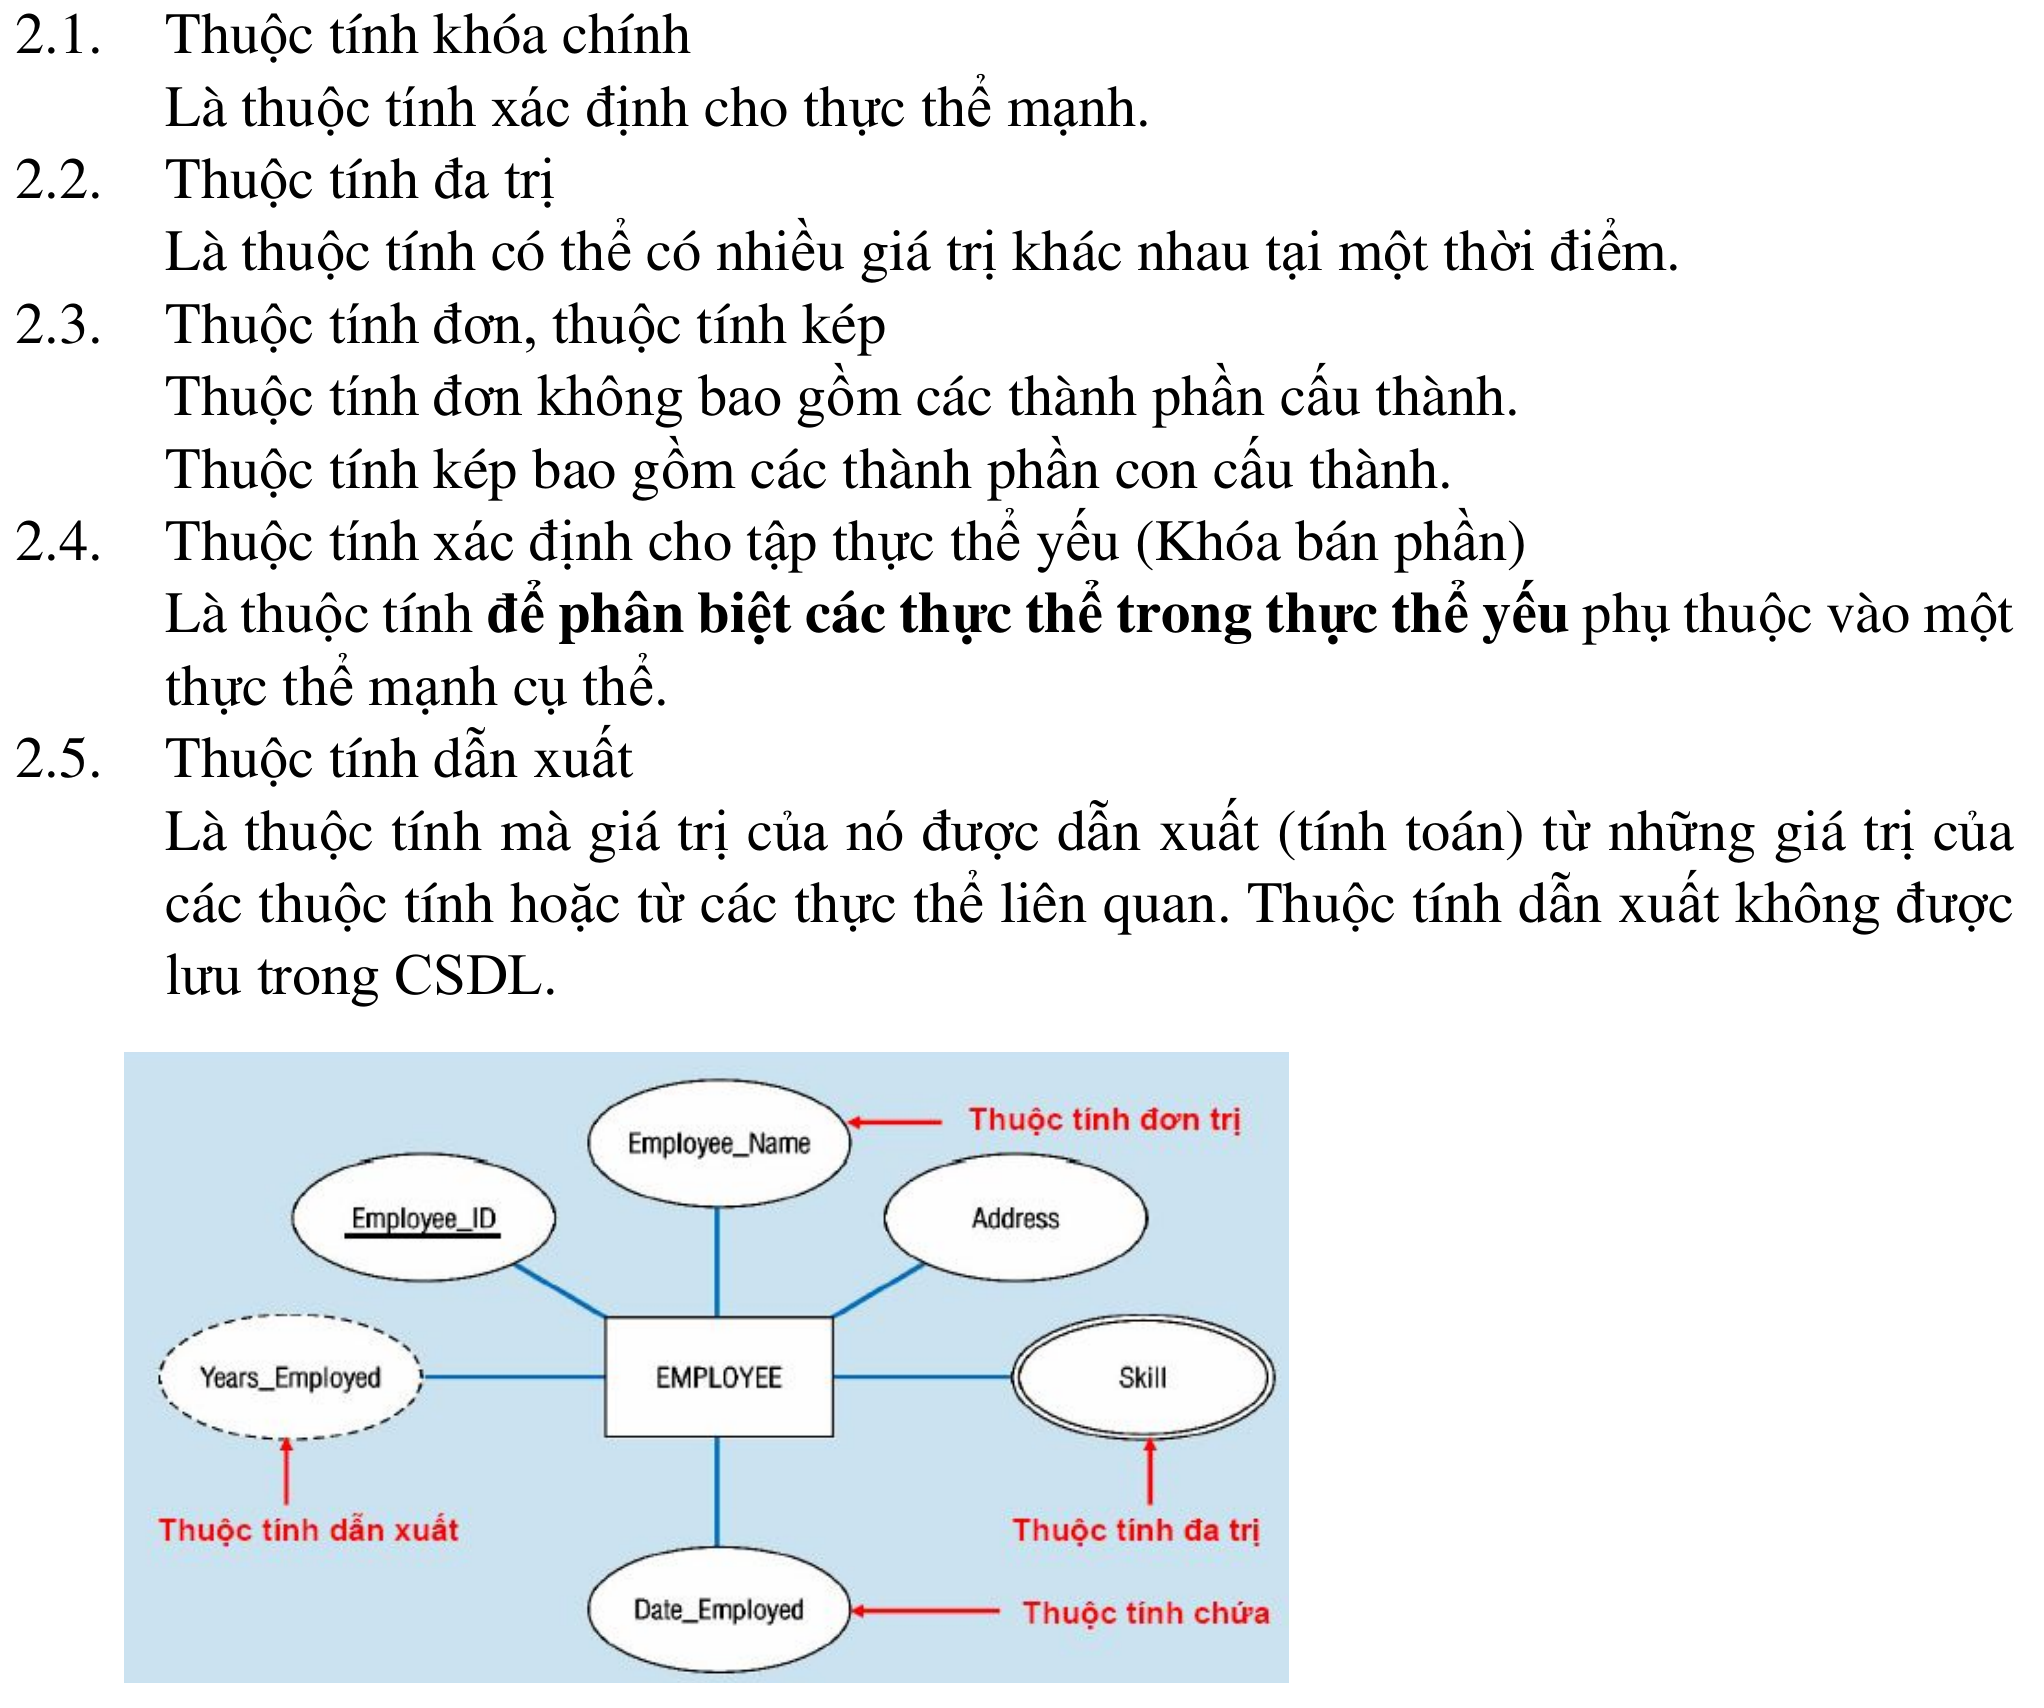 2.1. Thuộc tính khóa chính
Là thuộc tính xác định cho thực thể mạnh.
2.2. Thuộc tính đa trị
Là thuộc tính có thể có nhiều giá trị khác nhau tại một thời điểm.
2.3. Thuộc tính đơn, thuộc tính kép
Thuộc tính đơn không bao gồm các thành phần cấu thành.
Thuộc tính kép bao gồm các thành phần con cấu thành.
2.4. Thuộc tính xác định cho tập thực thể yếu (Khóa bán phần)
Là thuộc tính để phân biệt các thực thể trong thực thể yếu phụ thuộc vào một
thực thể mạnh cụ thể.
2.5. Thuộc tính dẫn xuất
Là thuộc tính mà giá trị của nó được dẫn xuất (tính toán) từ những giá trị của
các thuộc tính hoặc từ các thực thể liên quan. Thuộc tính dẫn xuất không được
lưu trong CSDL.
Employee_Name
Thuộc tính đơn trị
Employee_ID
Address
Years_Employed
EMPLOYEE
Skill
Thuộc tính dẫn xuất
Thuộc tính đa trị
Date_Employed
Thuộc tính chứa